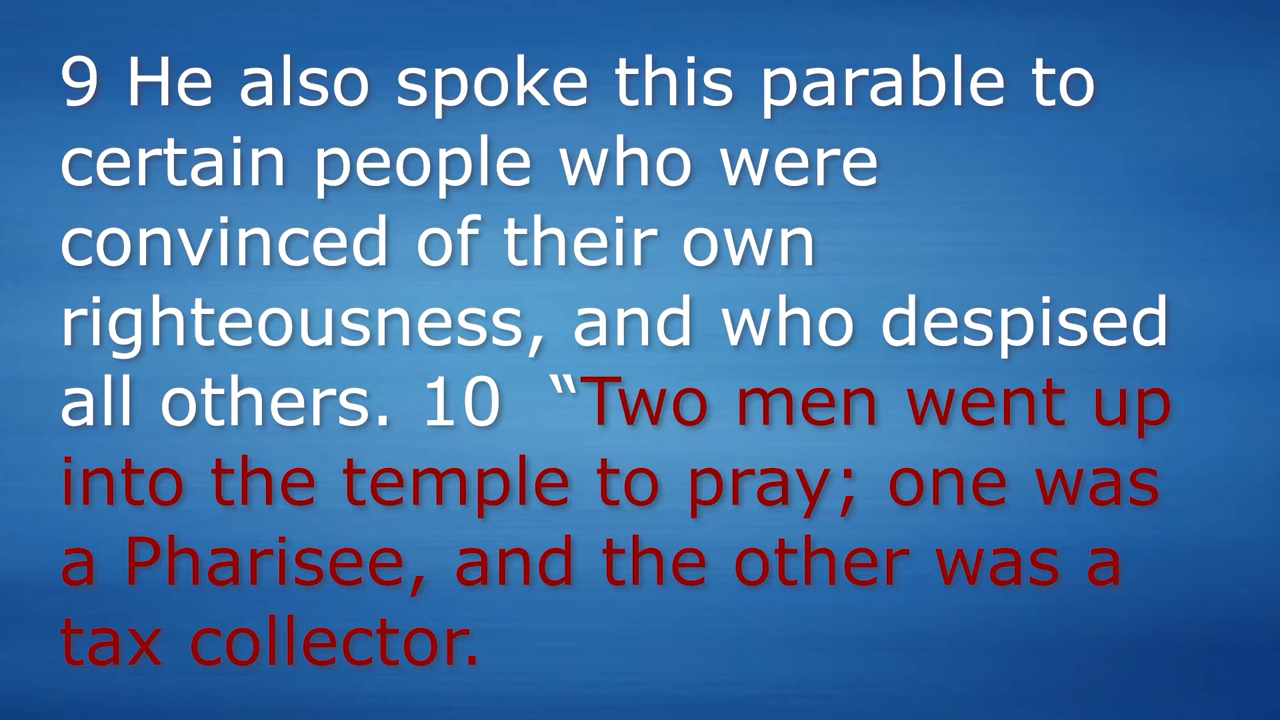 9 He also spoke this parable to
certain people who were
convinced of their own
righteousness, and who despised
all others. 10  “Two men went up
into the temple to pray; one was
a Pharisee, and the other was a
tax collector.